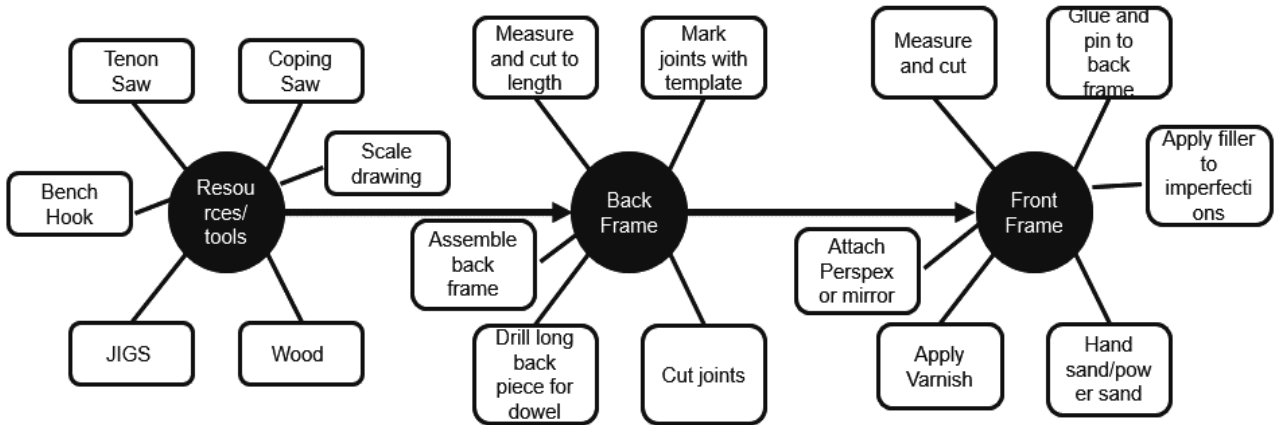 Tenon
Saw
Coping
Saw
Scale
drawing
Bench
Hook
Resou
rces/
tools
JIGS
Wood
Measure
and cut to
length
Mark
joints with
template
Back
Frame
Assemble
back
frame
Drill long
back
piece for
dowel
Cut joints
Measure
and cut
Glue and
pin to
back
frame
Apply filler
to
imperfecti
ons
Front
Frame
Attach
Perspex
or mirror
Apply
Varnish
Hand
sand/pow
er sand